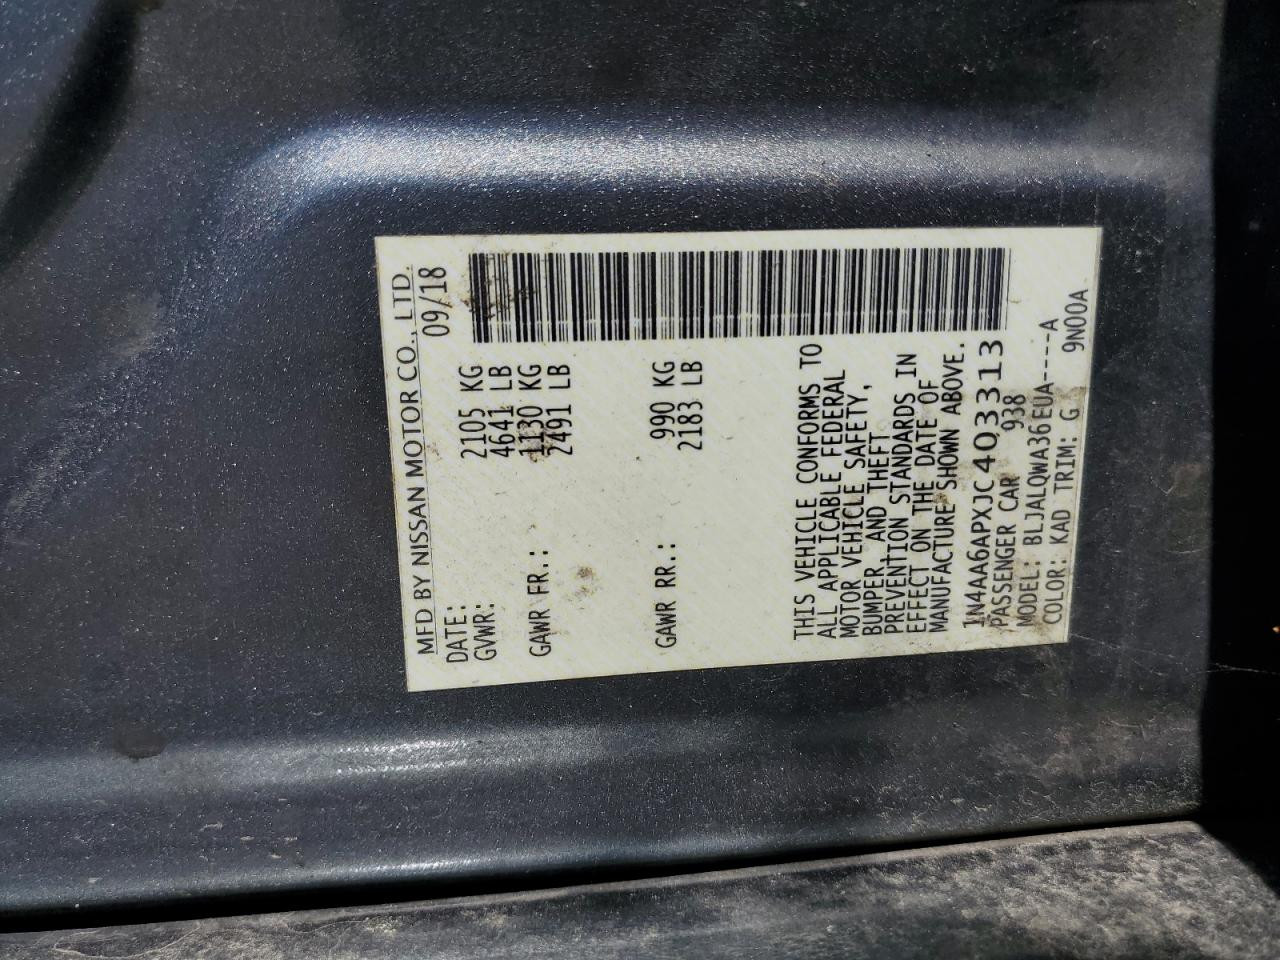 MFD BY NISSAN MOTOR CO., LTD.
DATE: 09/18
GVWR: 2105 KG
4641 LB
GAWR FR.: 1130 KG
2491 LB
GAWR RR.: 990 KG
2183 LB
THIS VEHICLE CONFORMS TO
ALL APPLICABLE FEDERAL
MOTOR VEHICLE SAFETY,
BUMPER, AND THEFT
PREVENTION STANDARDS IN
EFFECT ON THE DATE OF
MANUFACTURE SHOWN ABOVE.
1N4AA6APXJC403313
PASSENGER CAR 938
MODEL: BLJALQWA36EUA-----A
COLOR: KAD TRIM: G 9N00A